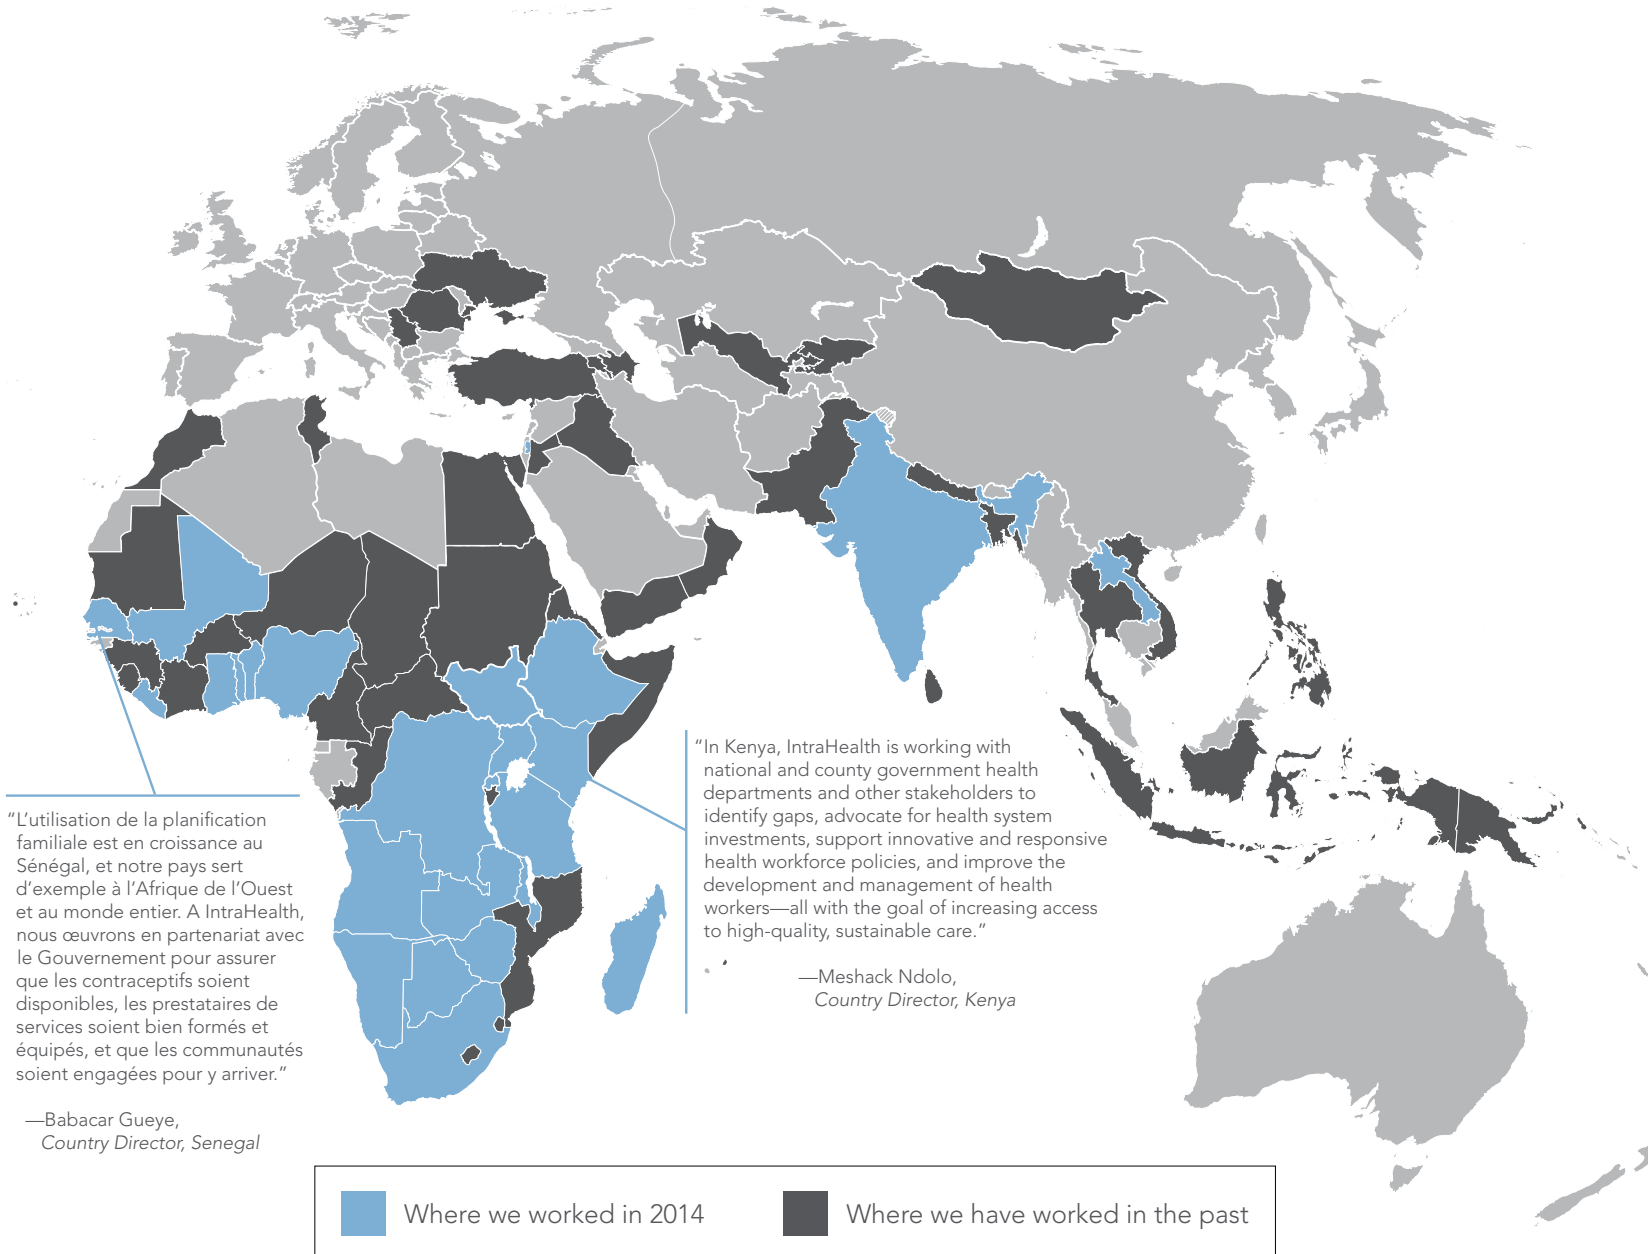 “L’utilisation de la planification
familiale est en croissance au
Sénégal, et notre pays sert
d’exemple à l’Afrique de l’Ouest
et au monde entier. A IntraHealth,
nous œuvrons en partenariat avec
le Gouvernement pour assurer
que les contraceptifs soient
disponibles, les prestataires de
services soient bien formés et
équipés, et que les communautés
soient engagées pour y arriver.”
—Babacar Gueye,
Country Director, Senegal
“In Kenya, IntraHealth is working with
national and county government health
departments and other stakeholders to
identify gaps, advocate for health system
investments, support innovative and responsive
health workforce policies, and improve the
development and management of health
workers—all with the goal of increasing access
to high-quality, sustainable care.”
—Meshack Ndolo,
Country Director, Kenya
Where we worked in 2014
Where we have worked in the past